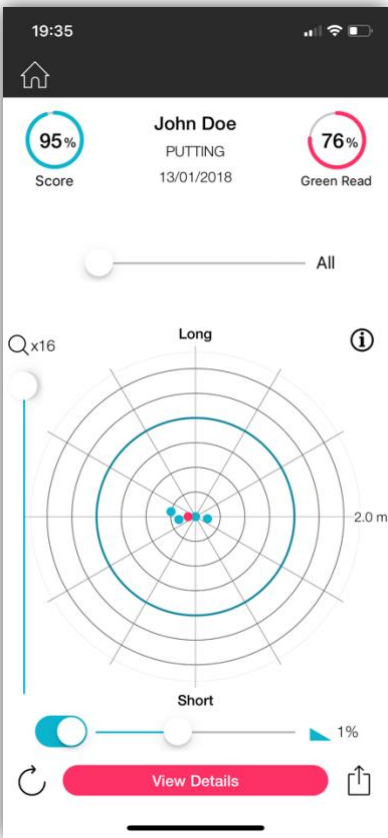 19:35
95%
Score
John Doe
PUTTING
13/01/2018
76%
Green Read
All
x16
Long
2.0 m
Short
1%
View Details